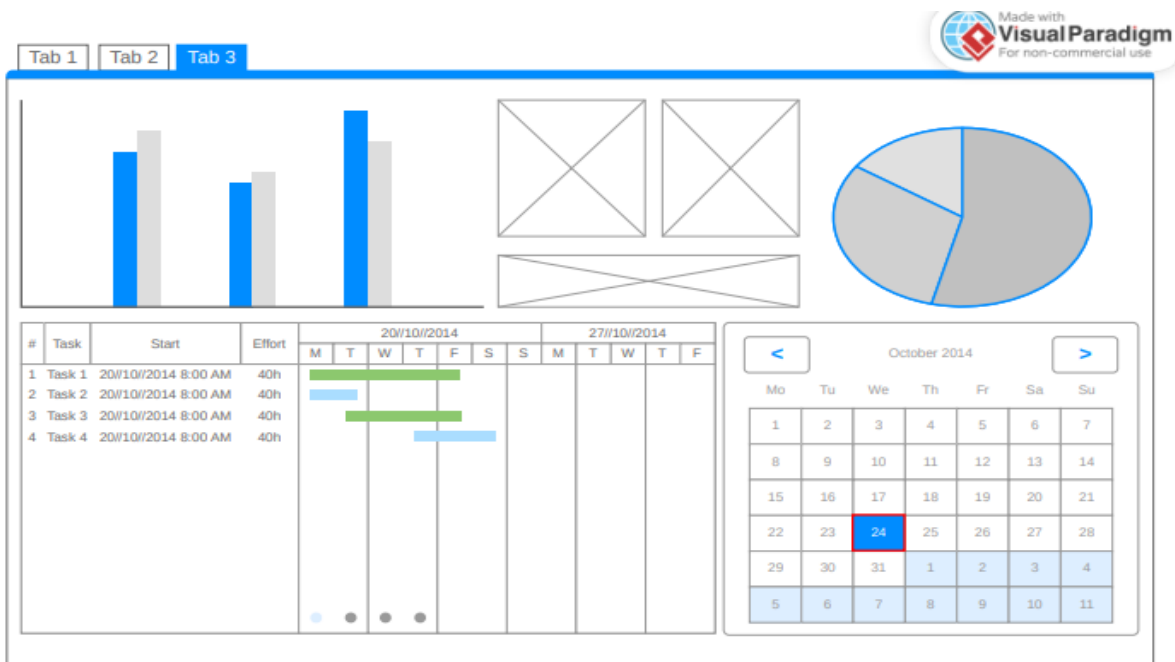 Made with
Visual Paradigm
For non-commercial use
Tab 1 Tab 2 Tab 3
# Task Start Effort 20//10//2014 27//10//2014
M T W T F S S M T W T F
1 Task 1 20//10//2014 8:00 AM 40h
2 Task 2 20//10//2014 8:00 AM 40h
3 Task 3 20//10//2014 8:00 AM 40h
4 Task 4 20//10//2014 8:00 AM 40h
< October 2014 >
Mo Tu We Th Fr Sa Su
1 2 3 4 5 6 7
8 9 10 11 12 13 14
15 16 17 18 19 20 21
22 23 24 25 26 27 28
29 30 31 1 2 3 4
5 6 7 8 9 10 11